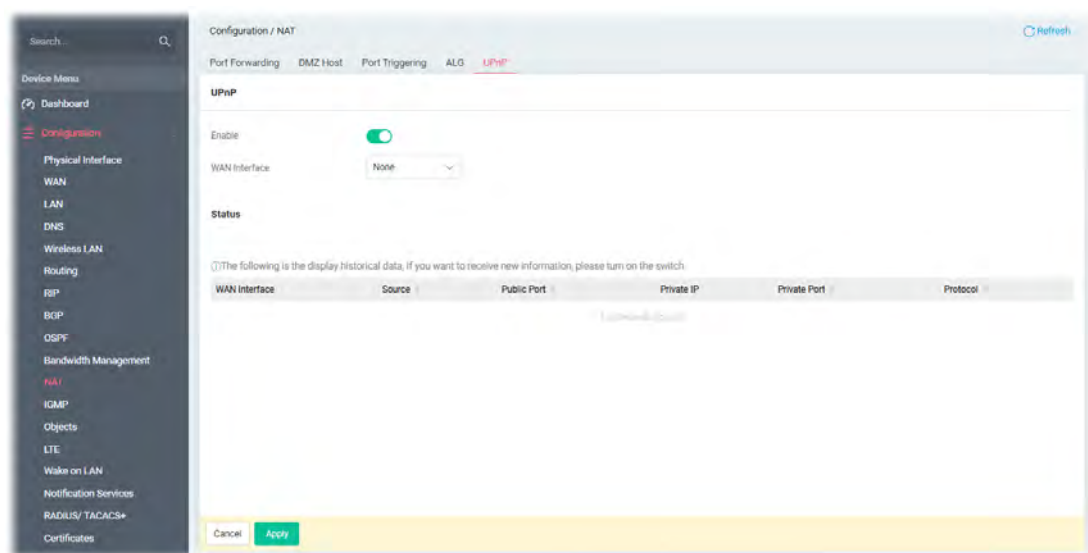 Search...
Device Menu
Dashboard
Configuration
Physical Interface
WAN
LAN
DNS
Wireless LAN
Routing
RIP
BGP
OSPF
Bandwidth Management
NAT
IGMP
Objects
LTE
Wake on LAN
Notification Services
RADIUS/ TACACS+
Certificates
Configuration / NAT
Refresh
Port Forwarding DMZ Host Port Triggering ALG UPnP
UPnP
Enable
WAN Interface None
Status
The following is the display historical data, if you want to receive new information, please turn on the switch
WAN Interface Source Public Port Private IP Private Port Protocol
Cancel Apply